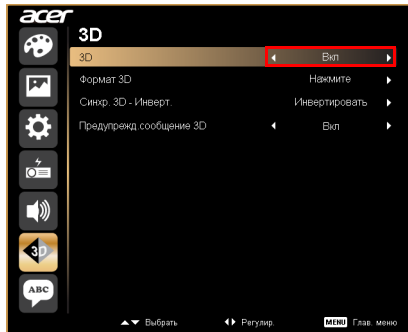 acer
3D
3D Вкл
Формат 3D Нажмите
Синхр. 3D - Инверт. Инвертировать
Предупрежд.сообщение 3D Вкл
3D
ABC
Выбрать Регулир. MENU Глав. меню